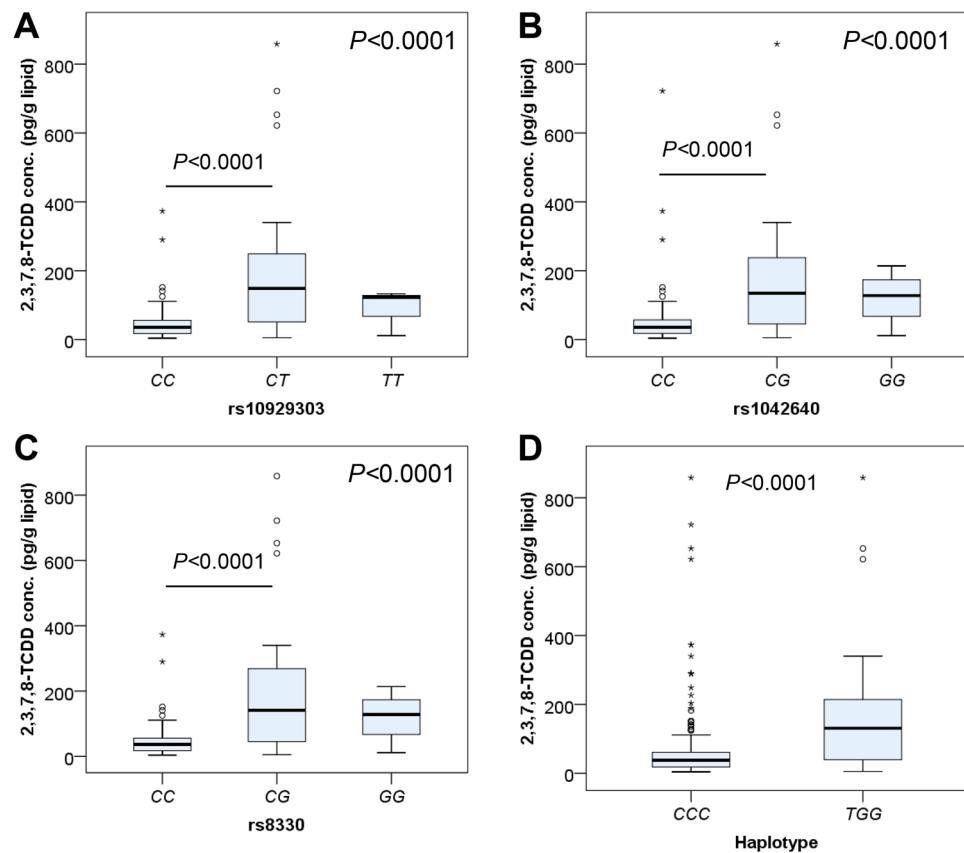 A
P<0.0001
2,3,7,8-TCDD conc. (pg/g lipid)
800
600
400
200
0
P<0.0001
CC
CT
TT
rs10929303
B
P<0.0001
2,3,7,8-TCDD conc. (pg/g lipid)
800
600
400
200
0
P<0.0001
CC
CG
GG
rs1042640
C
P<0.0001
2,3,7,8-TCDD conc. (pg/g lipid)
800
600
400
200
0
P<0.0001
CC
CG
GG
rs8330
D
P<0.0001
2,3,7,8-TCDD conc. (pg/g lipid)
800
600
400
200
0
CCC
TGG
Haplotype